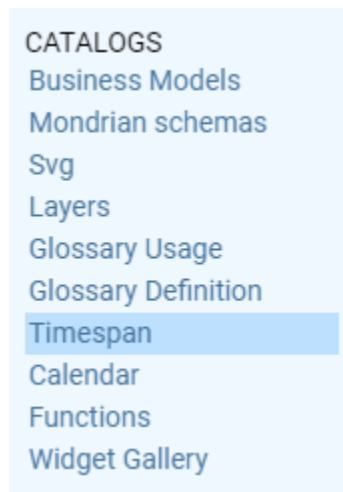 CATALOGS
Business Models
Mondrian schemas
Svg
Layers
Glossary Usage
Glossary Definition
Timespan
Calendar
Functions
Widget Gallery